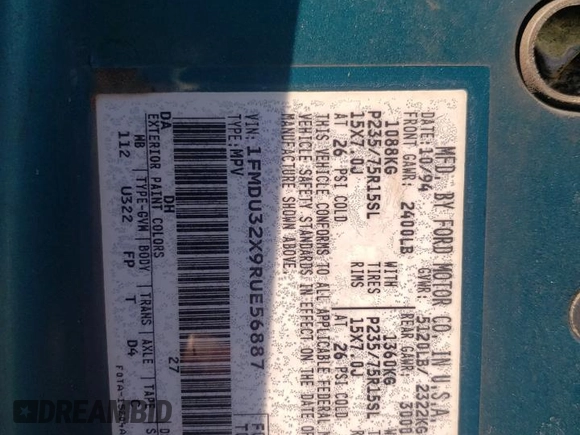 MFD. BY FORD MOTOR CO. IN U.S.A.
DATE: 10/94 GVWR: 5120LB/ 2322KG
FRONT GAWR: 2400LB REAR GAWR: 3000
1088KG WITH 1360KG WITH
P235/75R15SL TIRES P235/75R15SL
15X7.0J RIMS 15X7.0J
AT 26 PSI COLD AT 26 PSI COLD
THIS VEHICLE CONFORMS TO ALL APPLICABLE FEDERAL MOTOR
VEHICLE SAFETY STANDARDS IN EFFECT ON THE DATE OF
MANUFACTURE SHOWN ABOVE.
VIN: 1FMDU32X9RUE56887
TYPE: MPV
EXTERIOR PAINT COLORS
DA DH 27
WB TYPE-GVW BODY TRANS AXLE TAPE
112 U322 FP T D4 C
DREAMBID